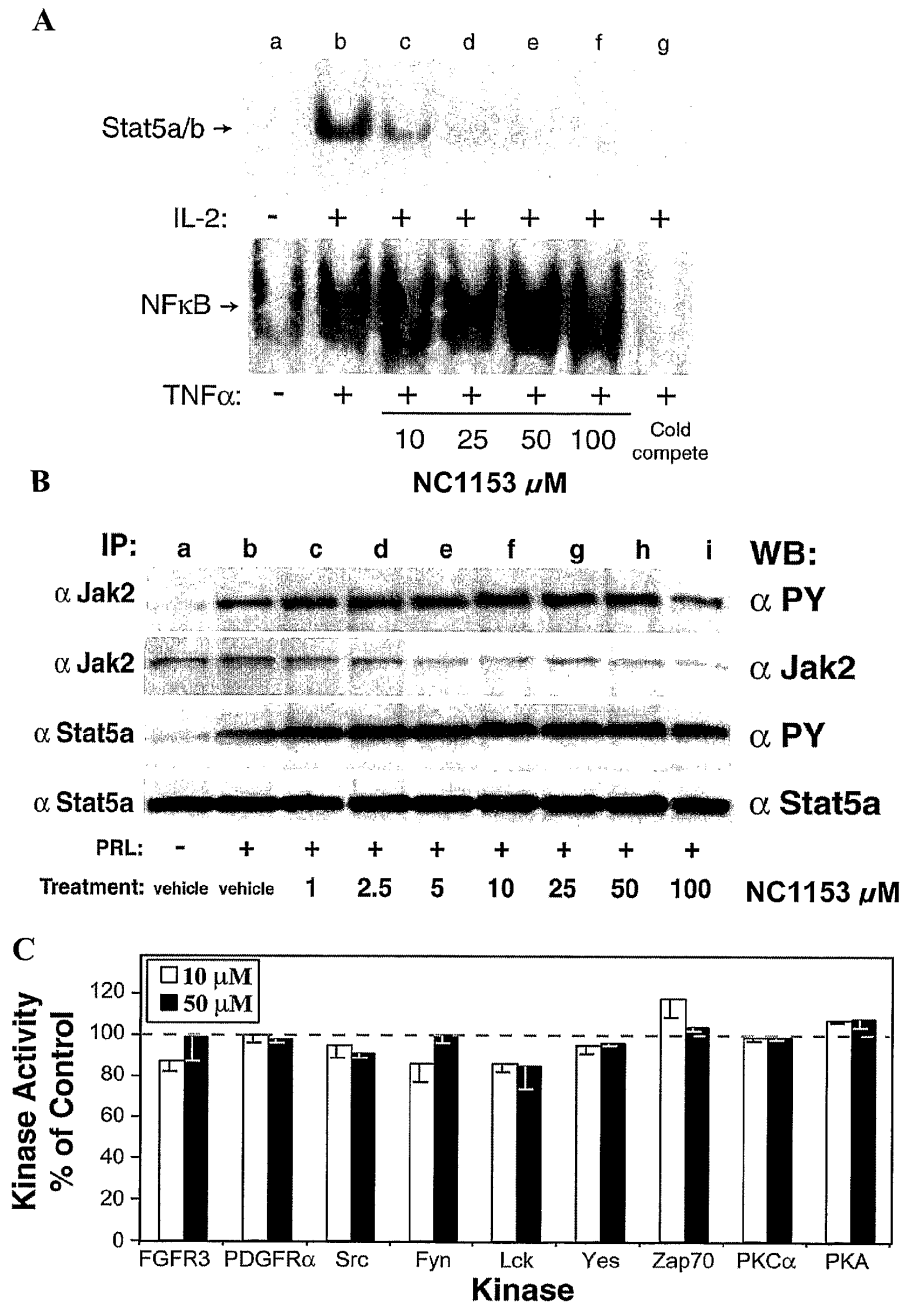 A
a b c d e f g
Stat5a/b →
IL-2: - + + + + + +
NFκB →
TNFα: - + + + + + +
10 25 50 100 Cold compete
NC1153 µM
B
IP: a b c d e f g h i WB:
α Jak2 α PY
α Jak2 α Jak2
α Stat5a α PY
α Stat5a α Stat5a
PRL: - + + + + + + + +
Treatment: vehicle vehicle 1 2.5 5 10 25 50 100 NC1153 µM
C
10 µM
50 µM
Kinase Activity
% of Control
120
100
80
60
40
20
0
FGFR3 PDGFRα Src Fyn Lck Yes Zap70 PKCα PKA
Kinase